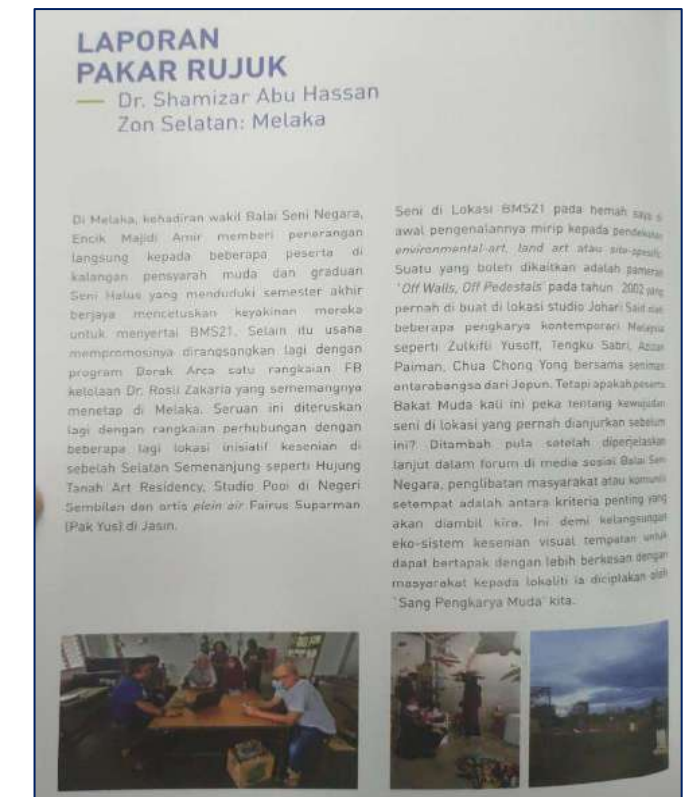 LAPORAN
PAKAR RUJUK
— Dr. Shamizar Abu Hassan
Zon Selatan: Melaka
Di Melaka, kehadiran wakil Balai Seni Negara,
Encik Majidi Amir memberi penerangan
langsung kepada beberapa peserta di
kalangan pensyarah muda dan graduan
Seni Halus yang menduduki semester akhir
berjaya mencetuskan keyakinan mereka
untuk menyertai BMS21. Selain itu usaha
mempromosinya dirangsangkan lagi dengan
program Borak Arca satu rangkaian FB
kelolaan Dr. Rosli Zakaria yang sememangnya
menetap di Melaka. Seruan ini diteruskan
lagi dengan rangkaian perhubungan dengan
beberapa lagi lokasi inisiatif kesenian di
sebelah Selatan Semenanjung seperti Hujung
Tanah Art Residency, Studio Pooi di Negeri
Sembilan dan artis plein air Fairus Suparman
(Pak Yus) di Jasin.
Seni di Lokasi BMS21 pada hemah saya
awal pengenalannya mirip kepada pendekatan
environmental-art, land art atau site-spesifik.
Suatu yang boleh dikaitkan adalah pameran
'Off Walls, Off Pedestals' pada tahun 2002 yang
pernah di buat di lokasi studio Johari Said
beberapa pengkarya kontemporari Malaysia
seperti Zulkifli Yusoff, Tengku Sabri,
Paiman, Chua Chong Yong bersama seniman
antarabangsa dari Jepun. Tetapi apakah peserta
Bakat Muda kali ini peka tentang kewujudan
seni di lokasi yang pernah dianjurkan sebelum
ini? Ditambah pula setelah diperjelaskan
lanjut dalam forum di media sosial Balai Seni
Negara, penglibatan masyarakat atau komuniti
setempat adalah antara kriteria penting yang
akan diambil kira. Ini demi kelangsungan
eko-sistem kesenian visual tempatan untuk
dapat bertapak dengan lebih berkesan dengan
masyarakat kepada lokaliti ia diciptakan oleh
'Sang Pengkarya Muda' kita.